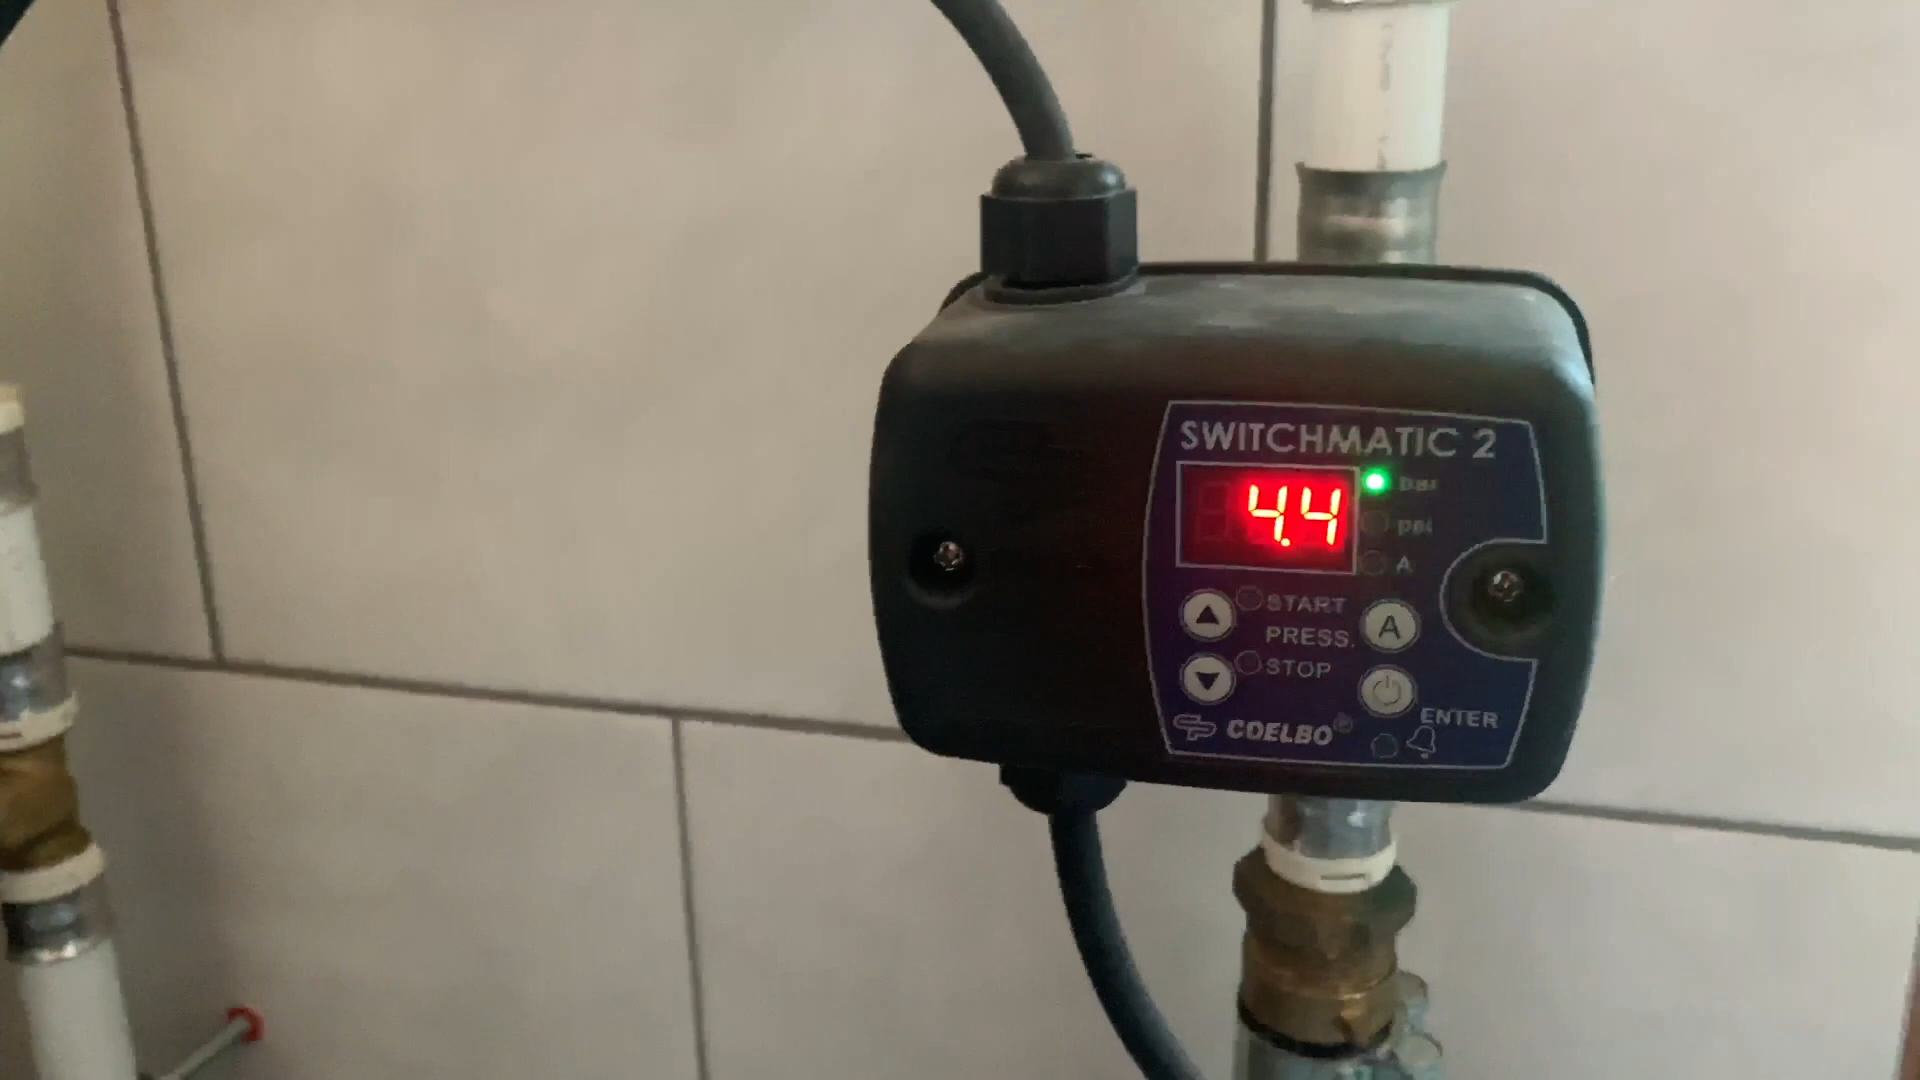 SWITCHMATIC 2
4.4
bar
psi
A
START
PRESS.
A
STOP
ENTER
COELBO®